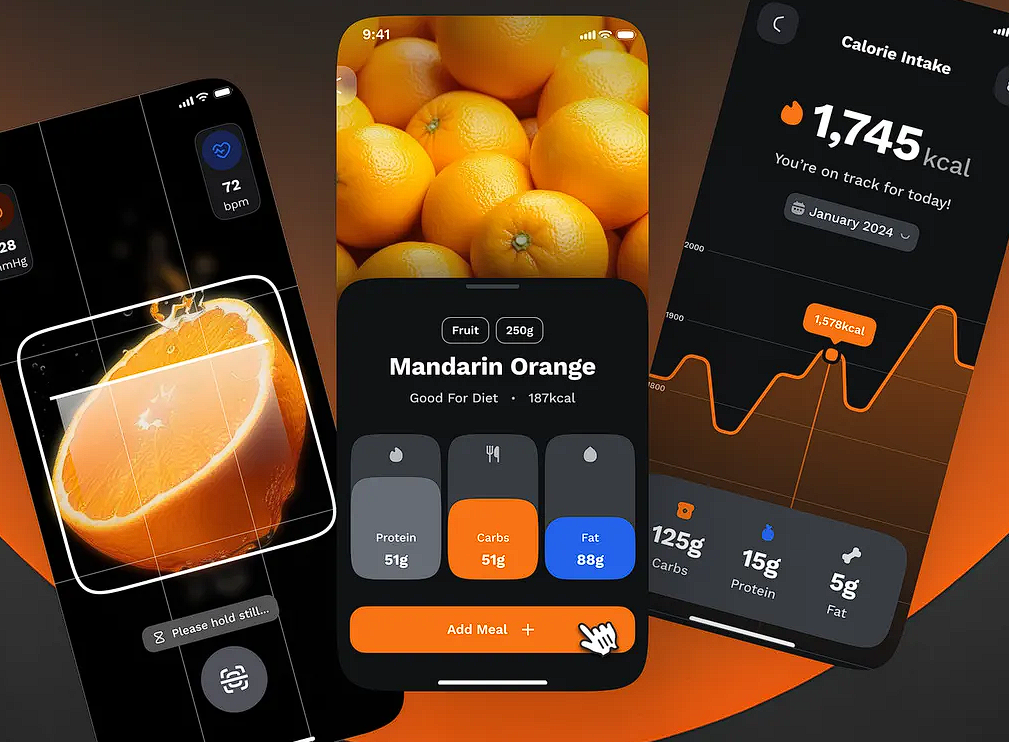 72
bpm
28
mmHg
Please hold still...
9:41
Fruit
250g
Mandarin Orange
Good For Diet • 187kcal
Protein
51g
Carbs
51g
Fat
88g
Add Meal +
Calorie Intake
1,745 kcal
You're on track for today!
January 2024
2000
1900
1,578kcal
1800
125g
Carbs
15g
Protein
5g
Fat